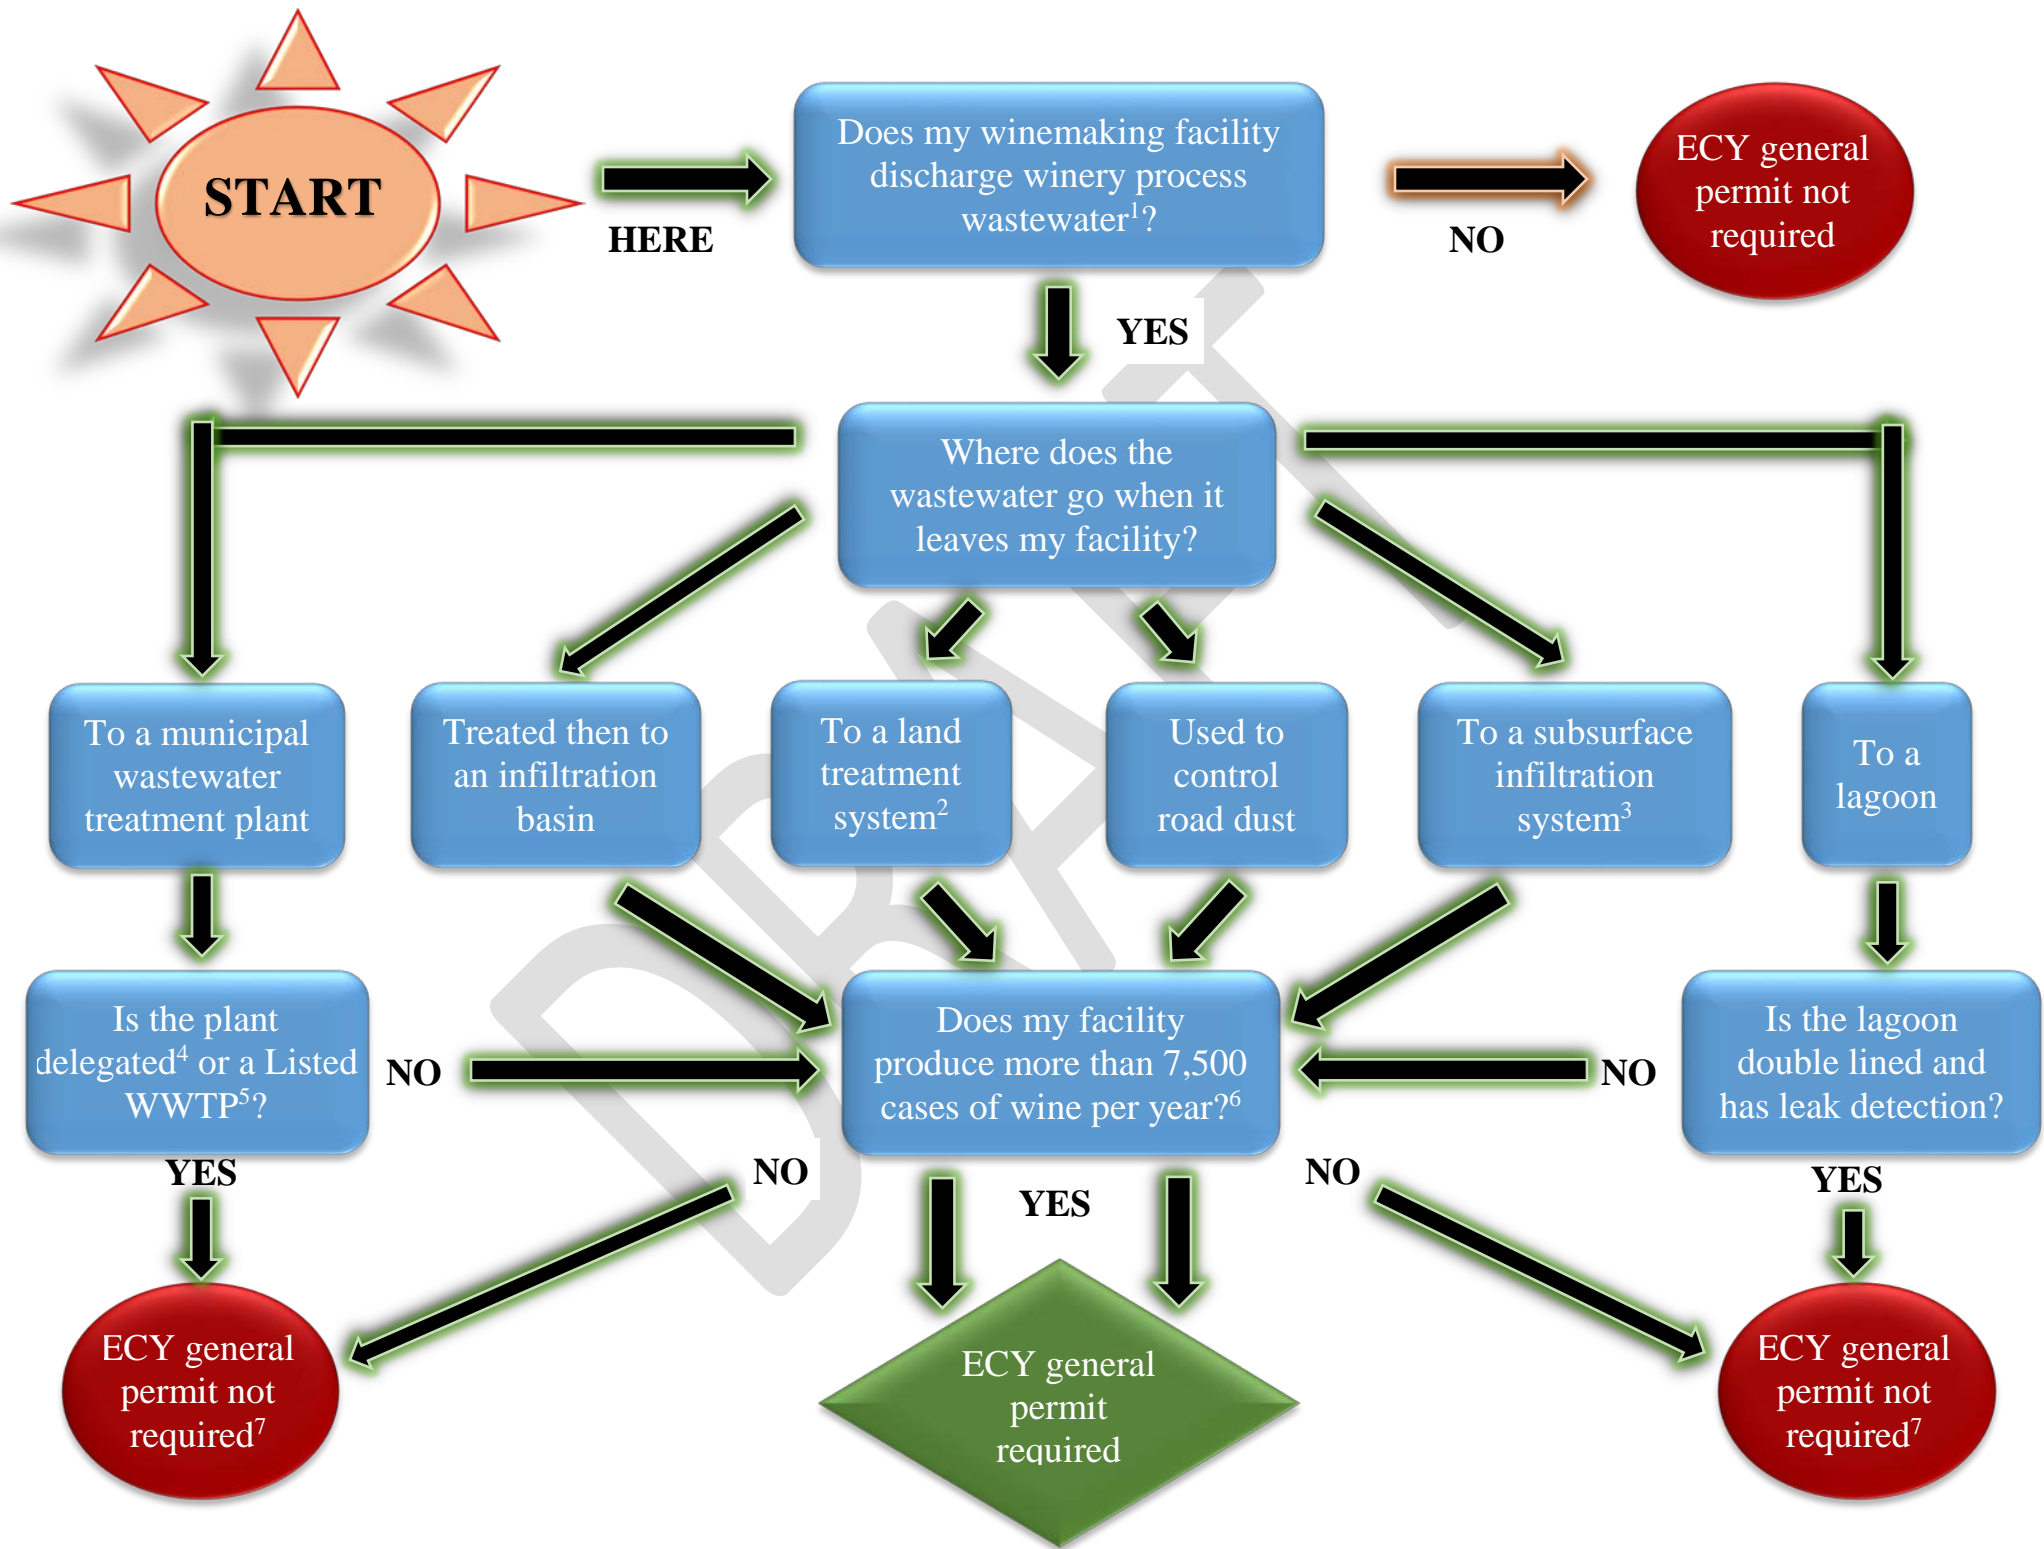 START
HERE
Does my winemaking facility
discharge winery process
wastewater¹?
NO
ECY general
permit not
required
YES
Where does the
wastewater go when it
leaves my facility?
To a municipal
wastewater
treatment plant
Treated then to
an infiltration
basin
To a land
treatment
system²
Used to
control
road dust
To a subsurface
infiltration
system³
To a
lagoon
Is the plant
delegated⁴ or a Listed
WWTP⁵?
NO
Does my facility
produce more than 7,500
cases of wine per year?⁶
NO
Is the lagoon
double lined and
has leak detection?
YES
NO
YES
NO
YES
ECY general
permit not
required⁷
ECY general
permit
required
ECY general
permit not
required⁷
DRAFT